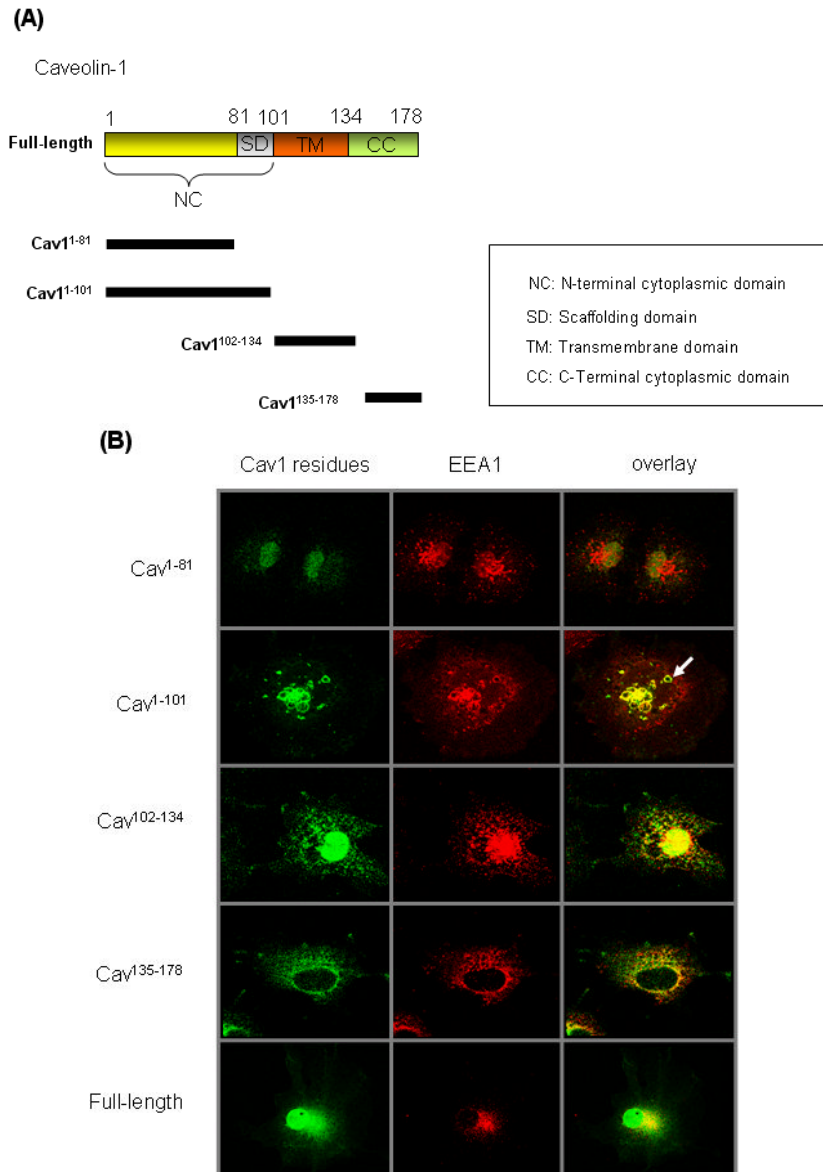 (A)
Caveolin-1
1 81 101 134 178
Full-length SD TM CC
NC
Cav1¹⁻⁸¹
Cav1¹⁻¹⁰¹
Cav1¹⁰²⁻¹³⁴
Cav1¹³⁵⁻¹⁷⁸
NC: N-terminal cytoplasmic domain
SD: Scaffolding domain
TM: Transmembrane domain
CC: C-Terminal cytoplasmic domain
(B)
Cav1 residues EEA1 overlay
Cav¹⁻⁸¹
Cav¹⁻¹⁰¹
Cav¹⁰²⁻¹³⁴
Cav¹³⁵⁻¹⁷⁸
Full-length